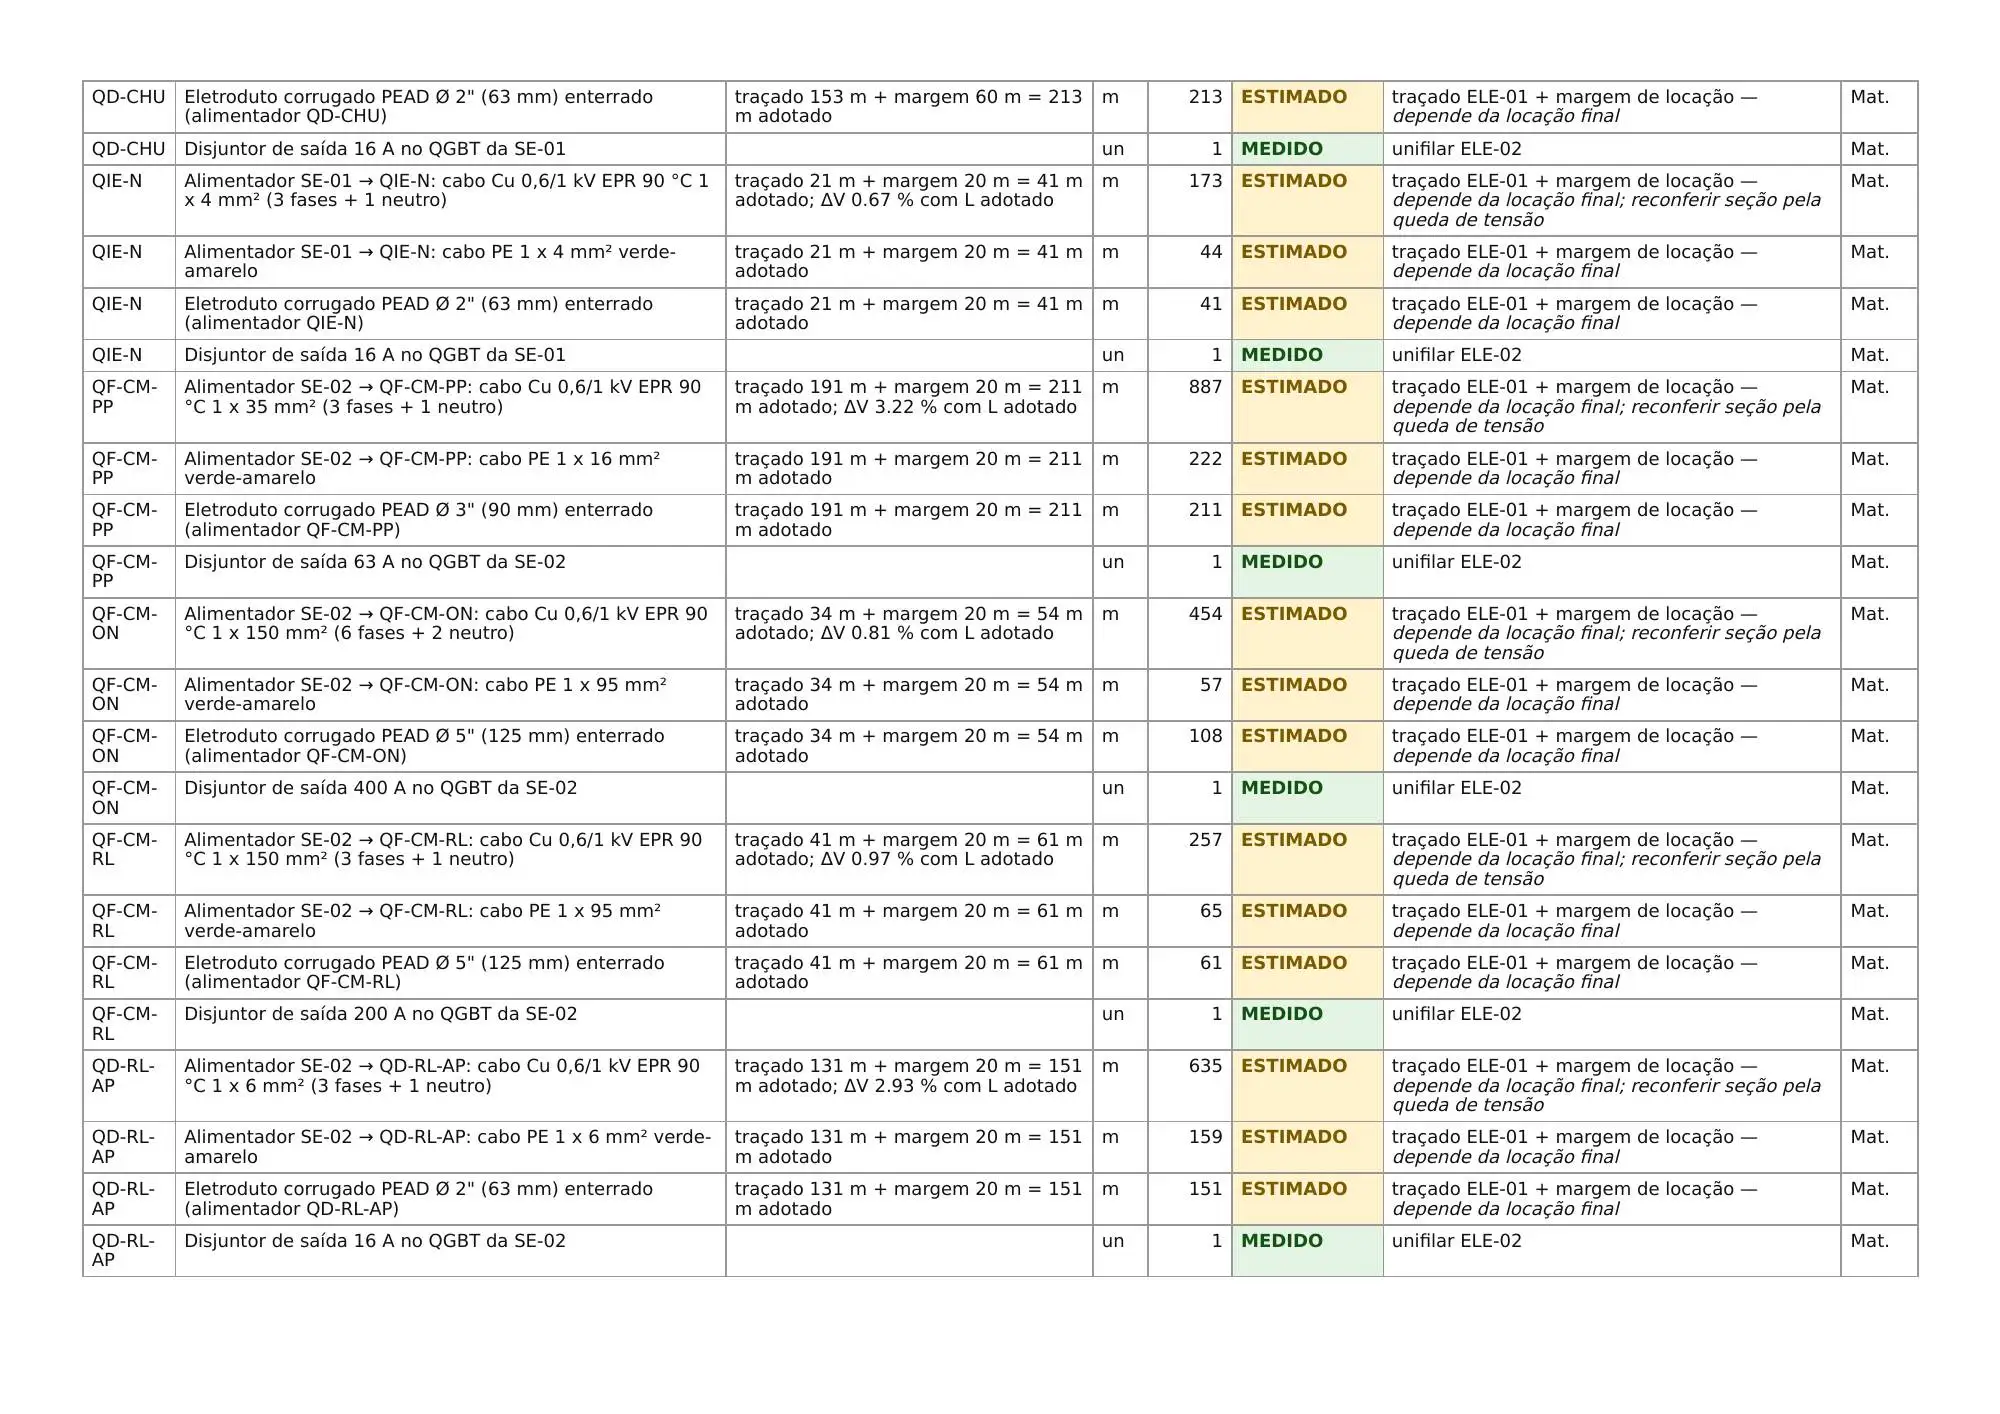 QD-CHU Eletroduto corrugado PEAD Ø 2" (63 mm) enterrado traçado 153 m + margem 60 m = 213 m 213 ESTIMADO traçado ELE-01 + margem de locação — Mat.
(alimentador QD-CHU) m adotado depende da locação final
QD-CHU Disjuntor de saída 16 A no QGBT da SE-01 un 1 MEDIDO unifilar ELE-02 Mat.
QIE-N Alimentador SE-01 → QIE-N: cabo Cu 0,6/1 kV EPR 90 °C 1 traçado 21 m + margem 20 m = 41 m m 173 ESTIMADO traçado ELE-01 + margem de locação — Mat.
x 4 mm² (3 fases + 1 neutro) adotado; ΔV 0.67 % com L adotado depende da locação final; reconferir seção pela
queda de tensão
QIE-N Alimentador SE-01 → QIE-N: cabo PE 1 x 4 mm² verde- traçado 21 m + margem 20 m = 41 m m 44 ESTIMADO traçado ELE-01 + margem de locação — Mat.
amarelo adotado depende da locação final
QIE-N Eletroduto corrugado PEAD Ø 2" (63 mm) enterrado traçado 21 m + margem 20 m = 41 m m 41 ESTIMADO traçado ELE-01 + margem de locação — Mat.
(alimentador QIE-N) adotado depende da locação final
QIE-N Disjuntor de saída 16 A no QGBT da SE-01 un 1 MEDIDO unifilar ELE-02 Mat.
QF-CM- Alimentador SE-02 → QF-CM-PP: cabo Cu 0,6/1 kV EPR 90 traçado 191 m + margem 20 m = 211 m 887 ESTIMADO traçado ELE-01 + margem de locação — Mat.
PP °C 1 x 35 mm² (3 fases + 1 neutro) m adotado; ΔV 3.22 % com L adotado depende da locação final; reconferir seção pela
queda de tensão
QF-CM- Alimentador SE-02 → QF-CM-PP: cabo PE 1 x 16 mm² traçado 191 m + margem 20 m = 211 m 222 ESTIMADO traçado ELE-01 + margem de locação — Mat.
PP verde-amarelo m adotado depende da locação final
QF-CM- Eletroduto corrugado PEAD Ø 3" (90 mm) enterrado traçado 191 m + margem 20 m = 211 m 211 ESTIMADO traçado ELE-01 + margem de locação — Mat.
PP (alimentador QF-CM-PP) m adotado depende da locação final
QF-CM- Disjuntor de saída 63 A no QGBT da SE-02 un 1 MEDIDO unifilar ELE-02 Mat.
PP
QF-CM- Alimentador SE-02 → QF-CM-ON: cabo Cu 0,6/1 kV EPR 90 traçado 34 m + margem 20 m = 54 m m 454 ESTIMADO traçado ELE-01 + margem de locação — Mat.
ON °C 1 x 150 mm² (6 fases + 2 neutro) adotado; ΔV 0.81 % com L adotado depende da locação final; reconferir seção pela
queda de tensão
QF-CM- Alimentador SE-02 → QF-CM-ON: cabo PE 1 x 95 mm² traçado 34 m + margem 20 m = 54 m m 57 ESTIMADO traçado ELE-01 + margem de locação — Mat.
ON verde-amarelo adotado depende da locação final
QF-CM- Eletroduto corrugado PEAD Ø 5" (125 mm) enterrado traçado 34 m + margem 20 m = 54 m m 108 ESTIMADO traçado ELE-01 + margem de locação — Mat.
ON (alimentador QF-CM-ON) adotado depende da locação final
QF-CM- Disjuntor de saída 400 A no QGBT da SE-02 un 1 MEDIDO unifilar ELE-02 Mat.
ON
QF-CM- Alimentador SE-02 → QF-CM-RL: cabo Cu 0,6/1 kV EPR 90 traçado 41 m + margem 20 m = 61 m m 257 ESTIMADO traçado ELE-01 + margem de locação — Mat.
RL °C 1 x 150 mm² (3 fases + 1 neutro) adotado; ΔV 0.97 % com L adotado depende da locação final; reconferir seção pela
queda de tensão
QF-CM- Alimentador SE-02 → QF-CM-RL: cabo PE 1 x 95 mm² traçado 41 m + margem 20 m = 61 m m 65 ESTIMADO traçado ELE-01 + margem de locação — Mat.
RL verde-amarelo adotado depende da locação final
QF-CM- Eletroduto corrugado PEAD Ø 5" (125 mm) enterrado traçado 41 m + margem 20 m = 61 m m 61 ESTIMADO traçado ELE-01 + margem de locação — Mat.
RL (alimentador QF-CM-RL) adotado depende da locação final
QF-CM- Disjuntor de saída 200 A no QGBT da SE-02 un 1 MEDIDO unifilar ELE-02 Mat.
RL
QD-RL- Alimentador SE-02 → QD-RL-AP: cabo Cu 0,6/1 kV EPR 90 traçado 131 m + margem 20 m = 151 m 635 ESTIMADO traçado ELE-01 + margem de locação — Mat.
AP °C 1 x 6 mm² (3 fases + 1 neutro) m adotado; ΔV 2.93 % com L adotado depende da locação final; reconferir seção pela
queda de tensão
QD-RL- Alimentador SE-02 → QD-RL-AP: cabo PE 1 x 6 mm² verde- traçado 131 m + margem 20 m = 151 m 159 ESTIMADO traçado ELE-01 + margem de locação — Mat.
AP amarelo m adotado depende da locação final
QD-RL- Eletroduto corrugado PEAD Ø 2" (63 mm) enterrado traçado 131 m + margem 20 m = 151 m 151 ESTIMADO traçado ELE-01 + margem de locação — Mat.
AP (alimentador QD-RL-AP) m adotado depende da locação final
QD-RL- Disjuntor de saída 16 A no QGBT da SE-02 un 1 MEDIDO unifilar ELE-02 Mat.
AP